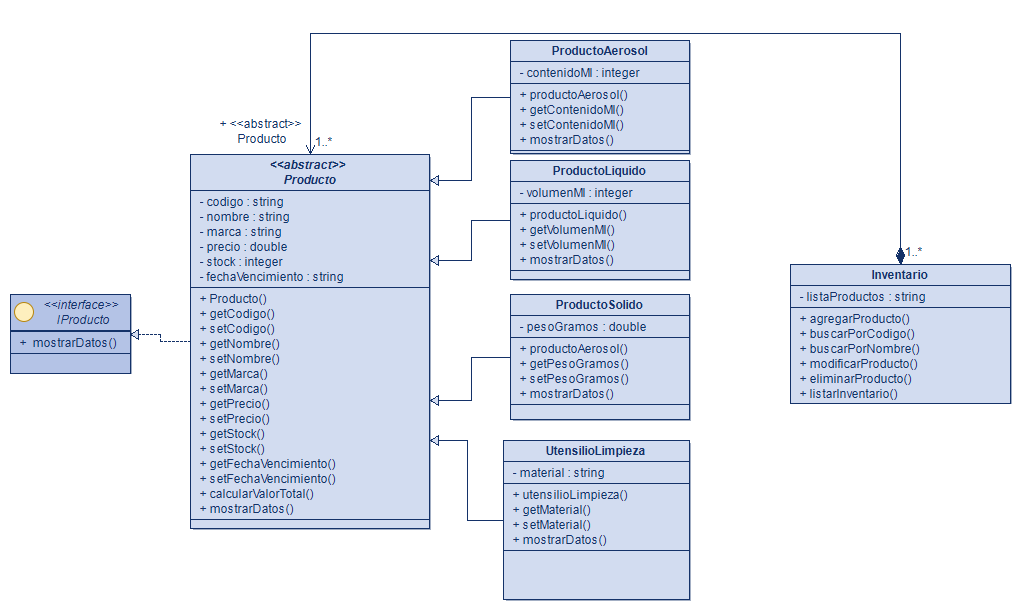 + <<abstract>>
Producto
1..*
<<interface>>
IProducto
+ mostrarDatos()
<<abstract>>
Producto
- codigo : string
- nombre : string
- marca : string
- precio : double
- stock : integer
- fechaVencimiento : string
+ Producto()
+ getCodigo()
+ setCodigo()
+ getNombre()
+ setNombre()
+ getMarca()
+ setMarca()
+ getPrecio()
+ setPrecio()
+ getStock()
+ setStock()
+ getFechaVencimiento()
+ setFechaVencimiento()
+ calcularValorTotal()
+ mostrarDatos()
ProductoAerosol
- contenidoMl : integer
+ productoAerosol()
+ getContenidoMl()
+ setContenidoMl()
+ mostrarDatos()
ProductoLiquido
- volumenMl : integer
+ productoLiquido()
+ getVolumenMl()
+ setVolumenMl()
+ mostrarDatos()
ProductoSolido
- pesoGramos : double
+ productoAerosol()
+ getPesoGramos()
+ setPesoGramos()
+ mostrarDatos()
UtensilioLimpieza
- material : string
+ utensilioLimpieza()
+ getMaterial()
+ setMaterial()
+ mostrarDatos()
1..*
Inventario
- listaProductos : string
+ agregarProducto()
+ buscarPorCodigo()
+ buscarPorNombre()
+ modificarProducto()
+ eliminarProducto()
+ listarInventario()